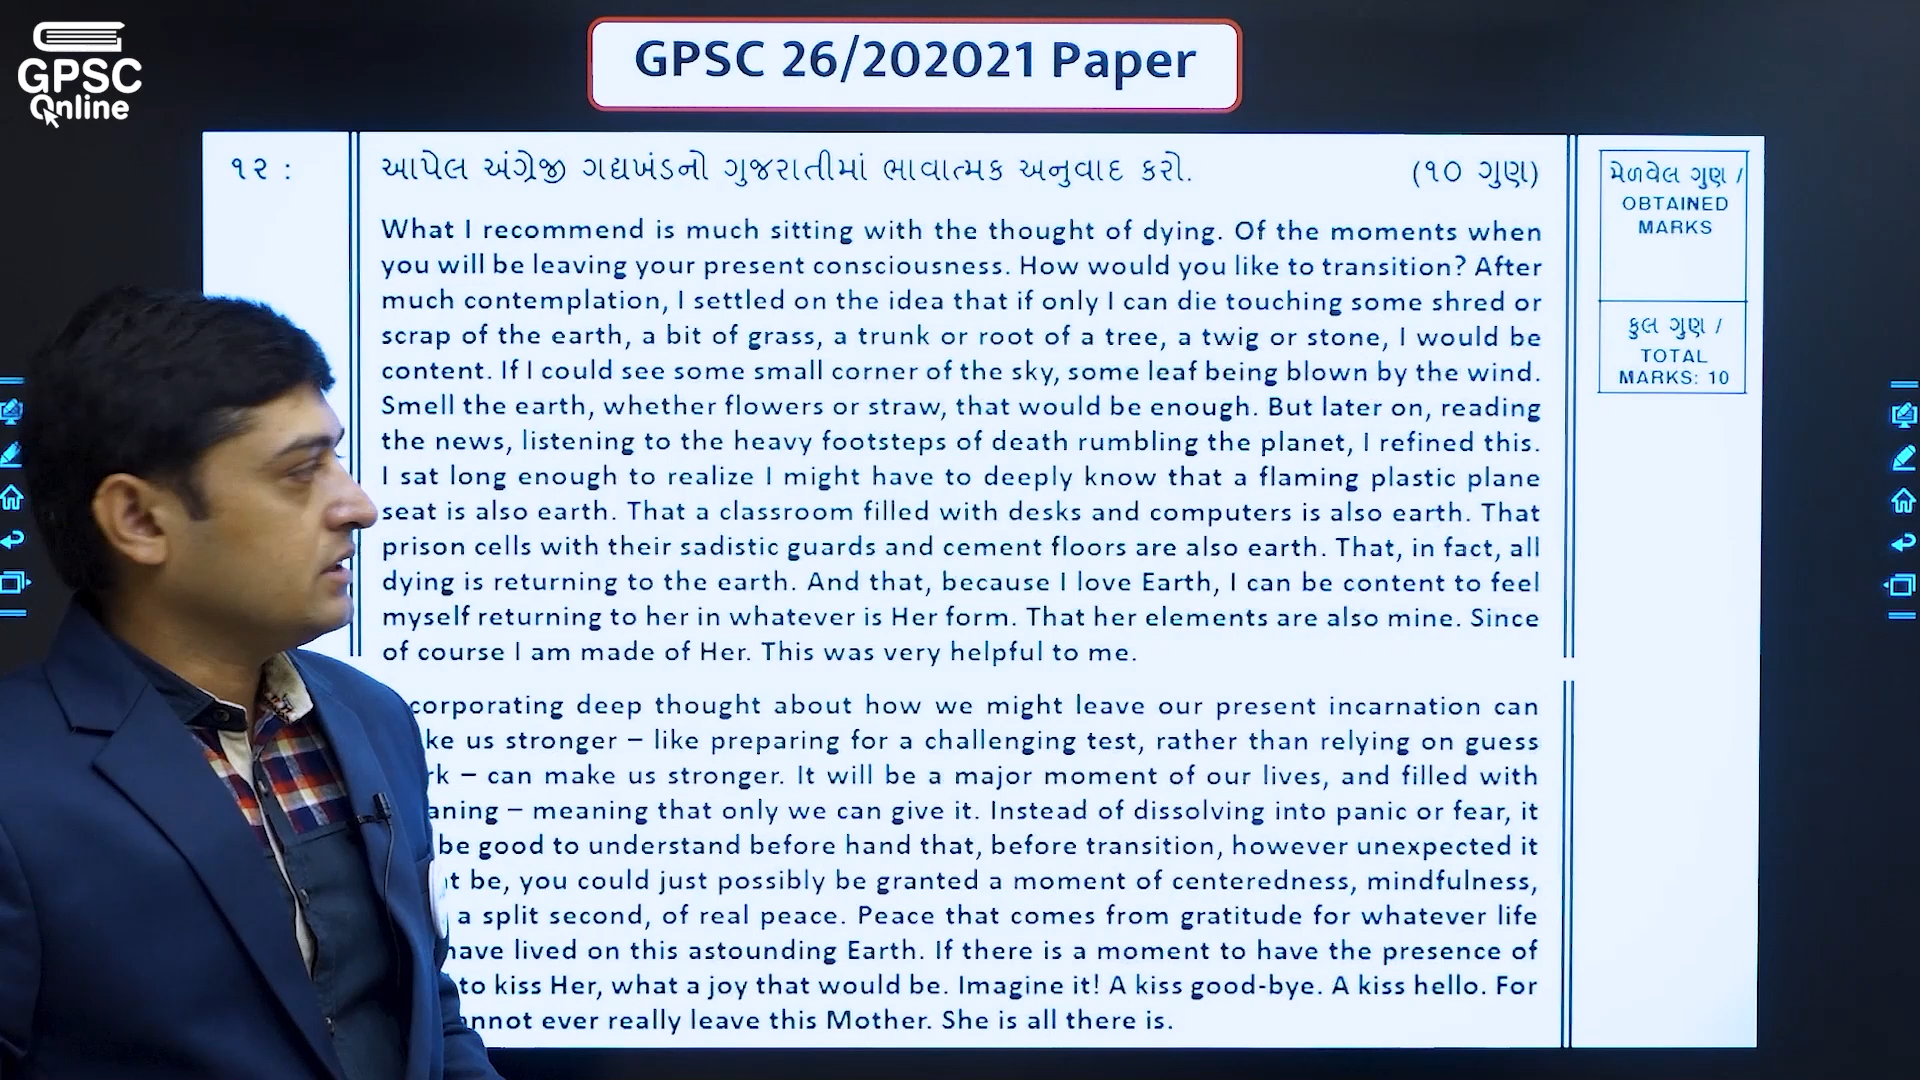 GPSC
Online
GPSC 26/202021 Paper
૧૨ :
આપેલ અંગ્રેજી ગદ્યખંડનો ગુજરાતીમાં ભાવાત્મક અનુવાદ કરો. (૧૦ ગુણ)
What I recommend is much sitting with the thought of dying. Of the moments when
you will be leaving your present consciousness. How would you like to transition? After
much contemplation, I settled on the idea that if only I can die touching some shred or
scrap of the earth, a bit of grass, a trunk or root of a tree, a twig or stone, I would be
content. If I could see some small corner of the sky, some leaf being blown by the wind.
Smell the earth, whether flowers or straw, that would be enough. But later on, reading
the news, listening to the heavy footsteps of death rumbling the planet, I refined this.
I sat long enough to realize I might have to deeply know that a flaming plastic plane
seat is also earth. That a classroom filled with desks and computers is also earth. That
prison cells with their sadistic guards and cement floors are also earth. That, in fact, all
dying is returning to the earth. And that, because I love Earth, I can be content to feel
myself returning to her in whatever is Her form. That her elements are also mine. Since
of course I am made of Her. This was very helpful to me.
deep thought about how we might leave our present incarnation can
us stronger – like preparing for a challenging test, rather than relying on guess
– can make us stronger. It will be a major moment of our lives, and filled with
– meaning that only we can give it. Instead of dissolving into panic or fear, it
be good to understand before hand that, before transition, however unexpected it
be, you could just possibly be granted a moment of centeredness, mindfulness,
a split second, of real peace. Peace that comes from gratitude for whatever life
have lived on this astounding Earth. If there is a moment to have the presence of
to kiss Her, what a joy that would be. Imagine it! A kiss good-bye. A kiss hello. For
ever really leave this Mother. She is all there is.
મેળવેલ ગુણ /
OBTAINED
MARKS
કુલ ગુણ /
TOTAL
MARKS: 10